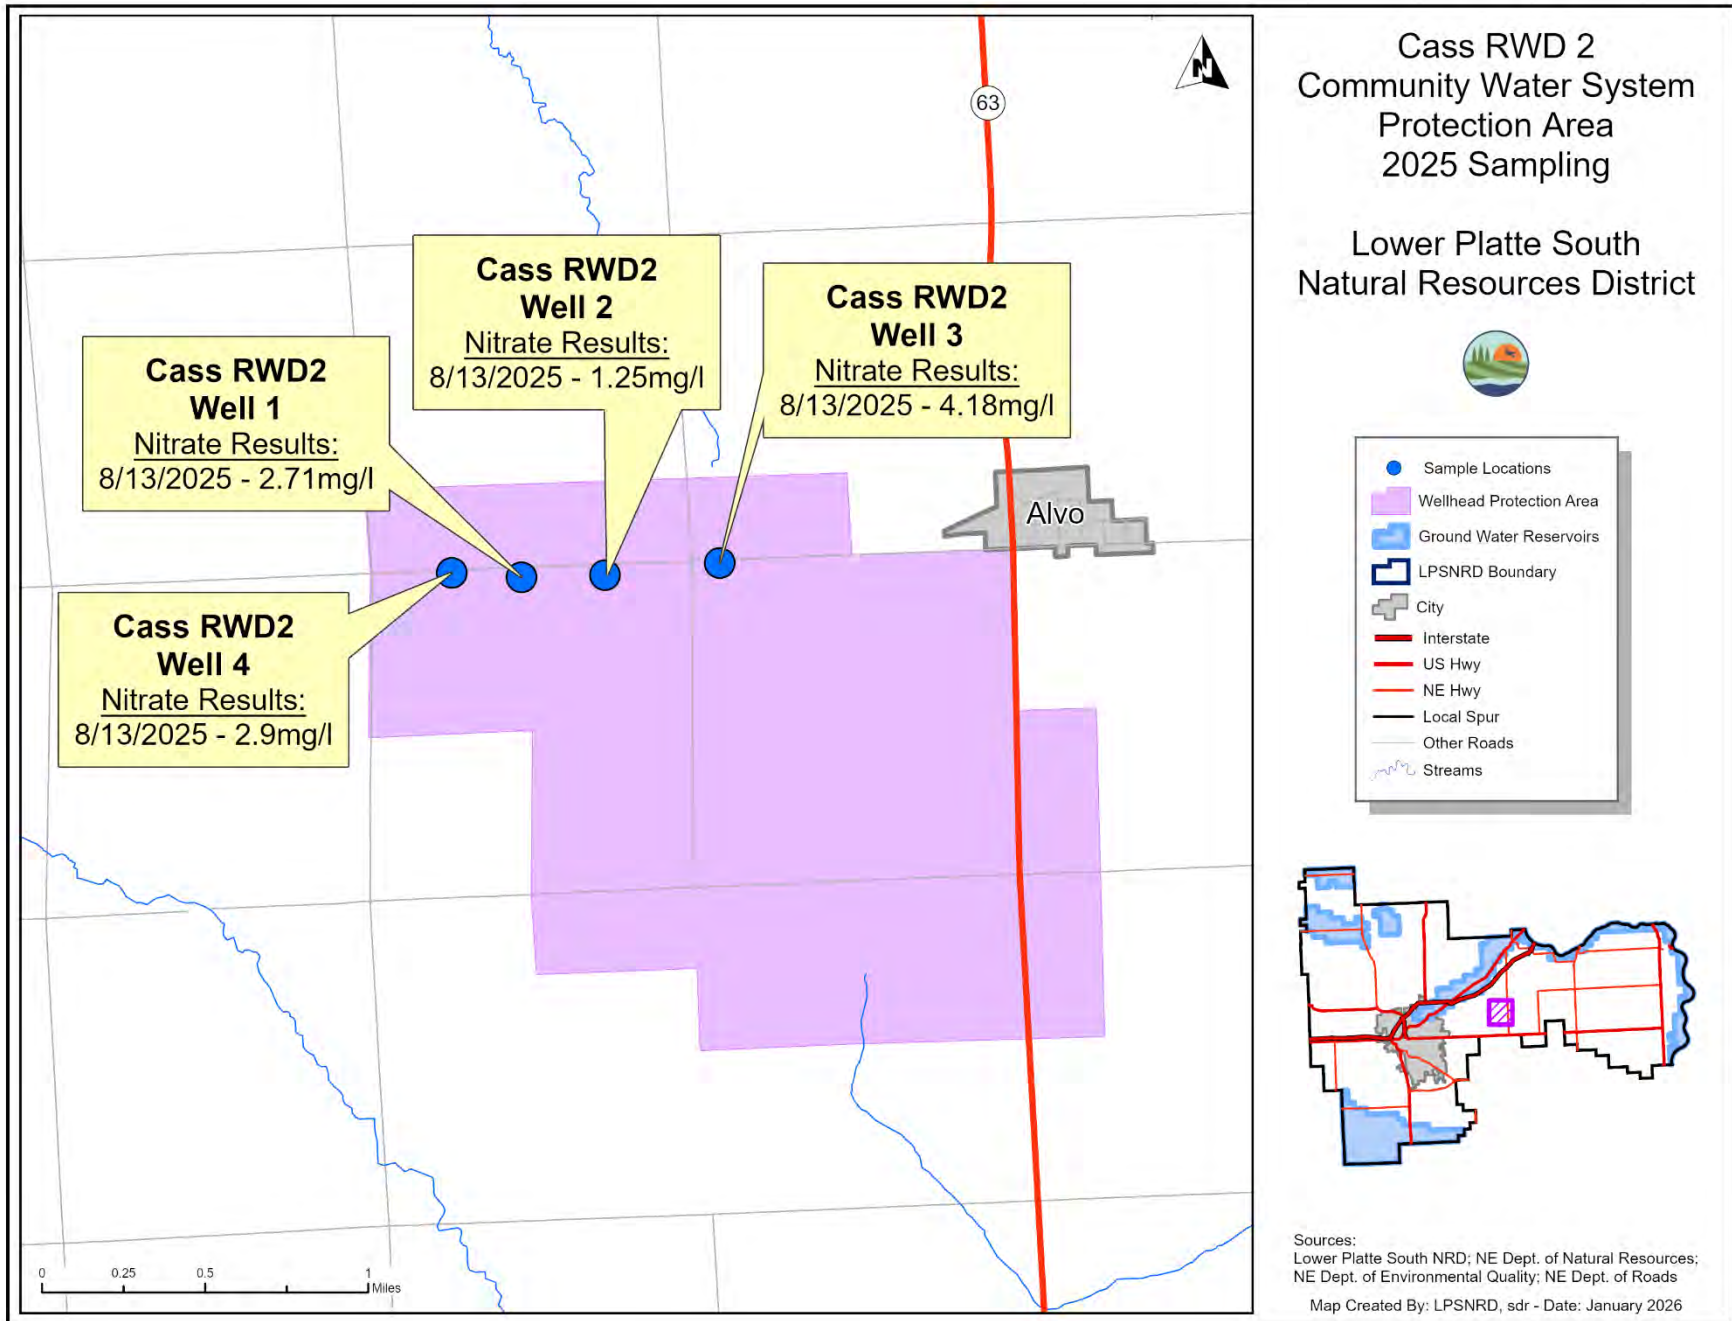 Cass RWD 2
Community Water System
Protection Area
2025 Sampling
Lower Platte South
Natural Resources District
N
63
Cass RWD2
Well 2
Nitrate Results:
8/13/2025 - 1.25mg/l
Cass RWD2
Well 3
Nitrate Results:
8/13/2025 - 4.18mg/l
Cass RWD2
Well 1
Nitrate Results:
8/13/2025 - 2.71mg/l
Alvo
Cass RWD2
Well 4
Nitrate Results:
8/13/2025 - 2.9mg/l
Sample Locations
Wellhead Protection Area
Ground Water Reservoirs
LPSNRD Boundary
City
Interstate
US Hwy
NE Hwy
Local Spur
Other Roads
Streams
0 0.25 0.5 1
Miles
Sources:
Lower Platte South NRD; NE Dept. of Natural Resources;
NE Dept. of Environmental Quality; NE Dept. of Roads
Map Created By: LPSNRD, sdr - Date: January 2026